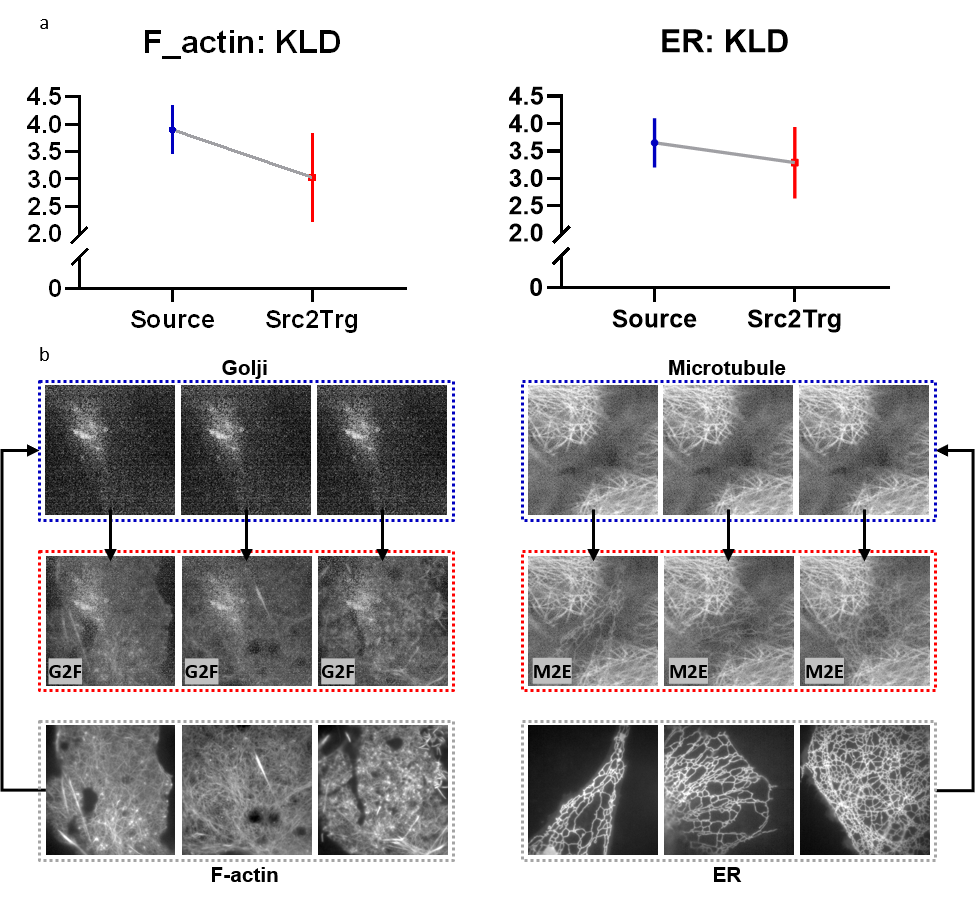 a
F_actin: KLD
ER: KLD
4.5
4.0
3.5
3.0
2.5
2.0
0
Source
Src2Trg
4.5
4.0
3.5
3.0
2.5
2.0
0
Source
Src2Trg
b
Golji
Microtubule
G2F
G2F
G2F
M2E
M2E
M2E
F-actin
ER